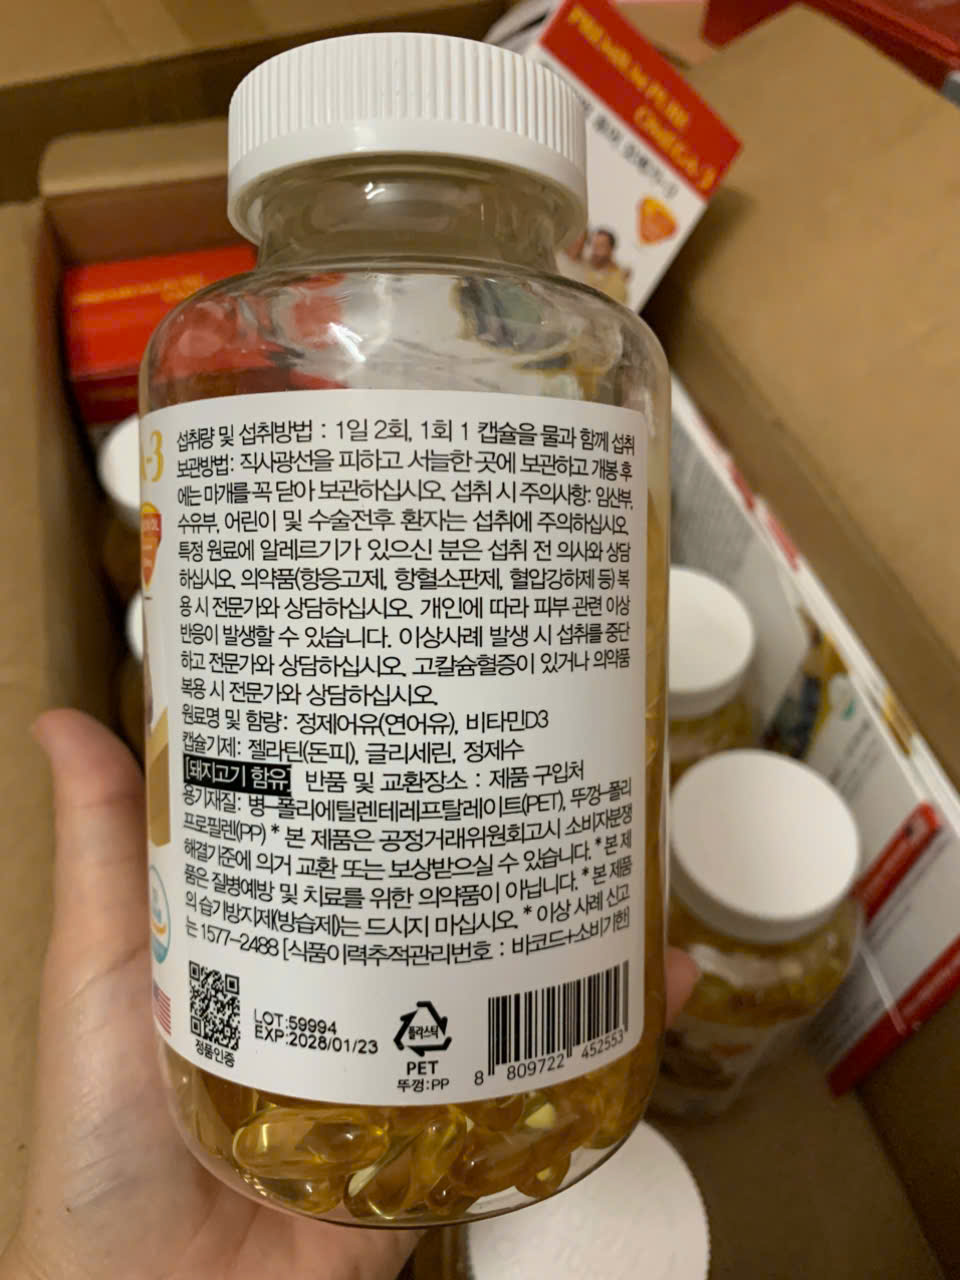 PREMIUM PURE
OMEGA-3
-3
섭취량 및 섭취방법 : 1일 2회, 1회 1 캡슐을 물과 함께 섭취
보관방법: 직사광선을 피하고 서늘한 곳에 보관하고 개봉 후
에는 마개를 꼭 닫아 보관하십시오. 섭취 시 주의사항: 임산부,
수유부, 어린이 및 수술전후 환자는 섭취에 주의하십시오.
특정 원료에 알레르기가 있으신 분은 섭취 전 의사와 상담
하십시오. 의약품(항응고제, 항혈소판제, 혈압강하제 등) 복
용 시 전문가와 상담하십시오. 개인에 따라 피부 관련 이상
반응이 발생할 수 있습니다. 이상사례 발생 시 섭취를 중단
하고 전문가와 상담하십시오. 고칼슘혈증이 있거나 의약품
복용 시 전문가와 상담하십시오.
원료명 및 함량: 정제어유(연어유), 비타민D3
캡슐기제: 젤라틴(돈피), 글리세린, 정제수
[돼지고기 함유] 반품 및 교환장소 : 제품 구입처
용기재질: 병-폴리에틸렌테레프탈레이트(PET), 뚜껑-폴리
프로필렌(PP) * 본 제품은 공정거래위원회고시 소비자분쟁
해결기준에 의거 교환 또는 보상받으실 수 있습니다. * 본 제
품은 질병예방 및 치료를 위한 의약품이 아닙니다. * 본 제품
의 습기방지제(방습제)는 드시지 마십시오. * 이상 사례 신고
는 1577-2488 [식품이력추적관리번호 : 바코드+소비기한]
정품인증
LOT:59994
EXP:2028/01/23
플라스틱
PET
뚜껑:PP
8 809722 452553